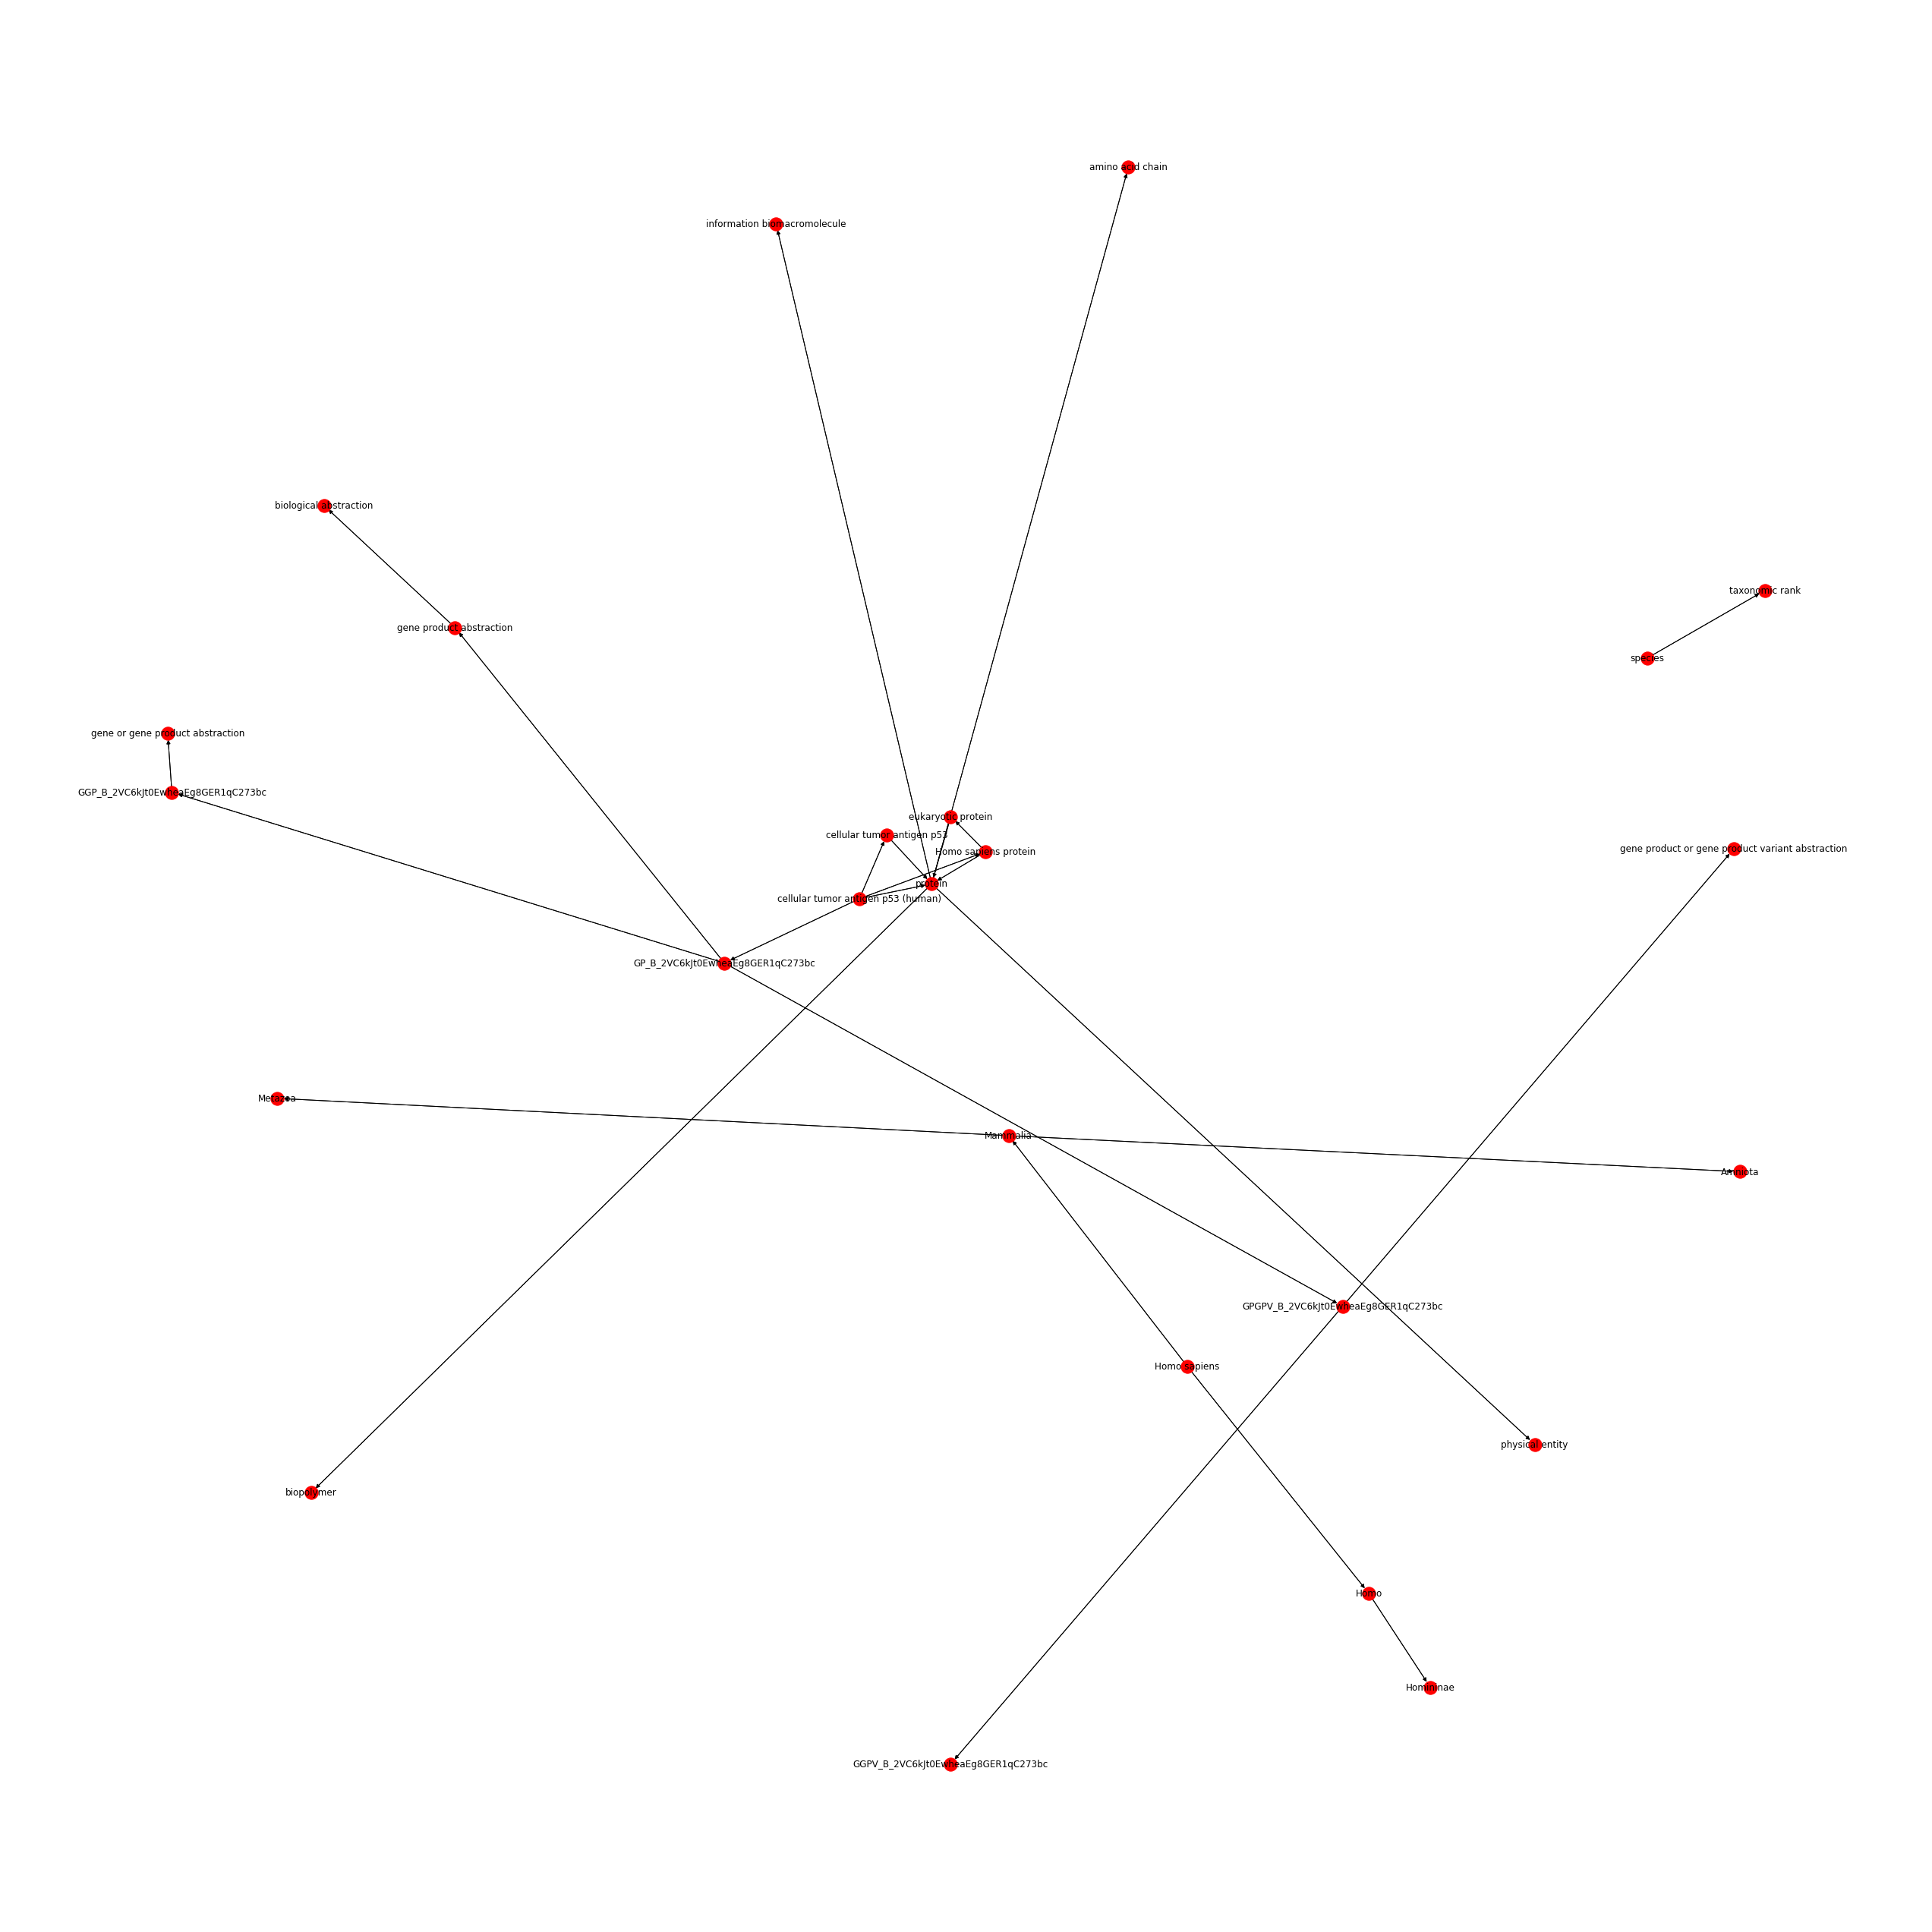 amino acid chain
information biomacromolecule
biological abstraction
taxonomic rank
gene product abstraction
species
gene or gene product abstraction
GGP_B_2VC6kJt0EwheaEg8GER1qC273bc
eukaryotic protein
cellular tumor antigen p53
gene product or gene product variant abstraction
Homo sapiens protein
protein
cellular tumor antigen p53 (human)
GP_B_2VC6kJt0EwheaEg8GER1qC273bc
Metazoa
Mammalia
Amniota
GPGPV_B_2VC6kJt0EwheaEg8GER1qC273bc
Homo sapiens
physical entity
biopolymer
Homo
Homininae
GGPV_B_2VC6kJt0EwheaEg8GER1qC273bc